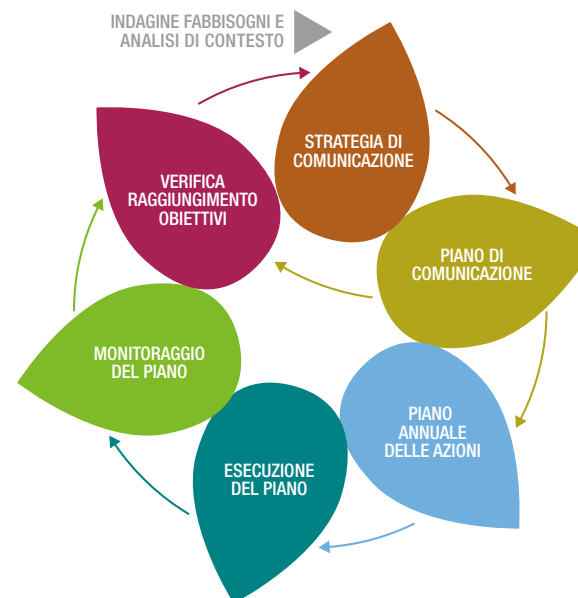 INDAGINE FABBISOGNI E
ANALISI DI CONTESTO
STRATEGIA DI
COMUNICAZIONE
PIANO DI
COMUNICAZIONE
PIANO
ANNUALE
DELLE AZIONI
ESECUZIONE
DEL PIANO
MONITORAGGIO
DEL PIANO
VERIFICA
RAGGIUNGIMENTO
OBIETTIVI